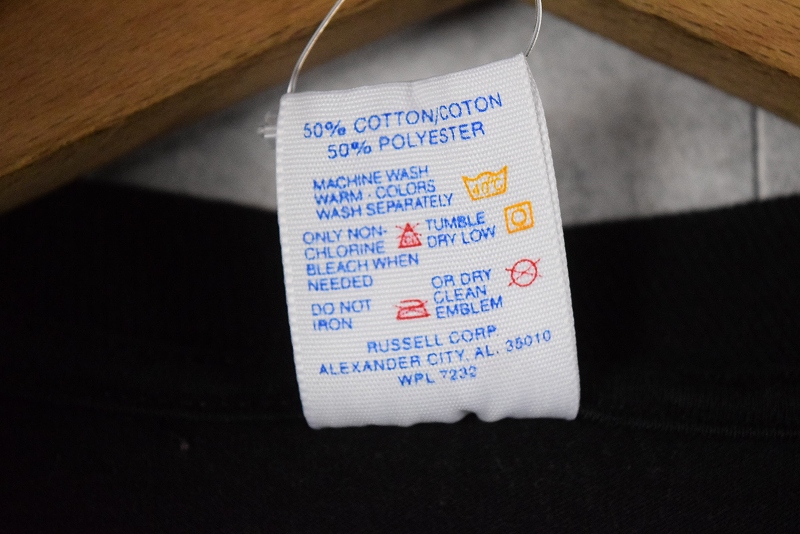 50% COTTON/COTON
50% POLYESTER
MACHINE WASH
WARM . COLORS
WASH SEPARATELY
40°C
ONLY NON-
CHLORINE
BLEACH WHEN
NEEDED
TUMBLE
DRY LOW
DO NOT
IRON
OR DRY
CLEAN
EMBLEM
RUSSELL CORP.
ALEXANDER CITY, AL. 35010
WPL 7232